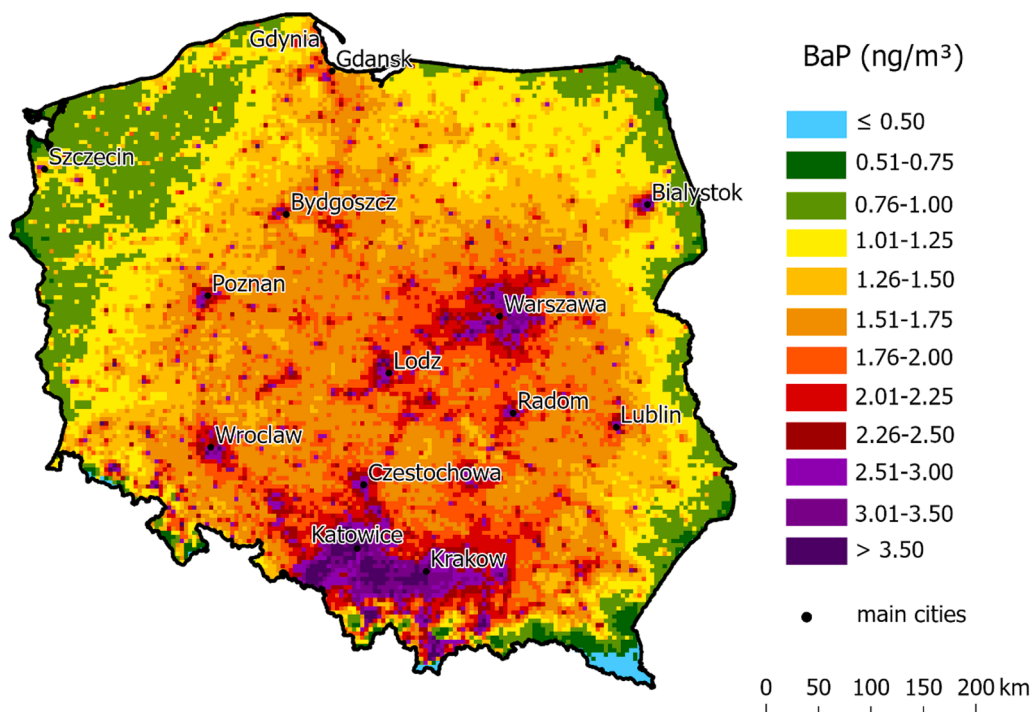 Gdynia
Gdansk
Szczecin
Bydgoszcz
Bialystok
Poznan
Warszawa
Lodz
Radom
Lublin
Wroclaw
Czestochowa
Katowice
Krakow
BaP (ng/m³)
≤ 0.50
0.51-0.75
0.76-1.00
1.01-1.25
1.26-1.50
1.51-1.75
1.76-2.00
2.01-2.25
2.26-2.50
2.51-3.00
3.01-3.50
> 3.50
main cities
0 50 100 150 200 km